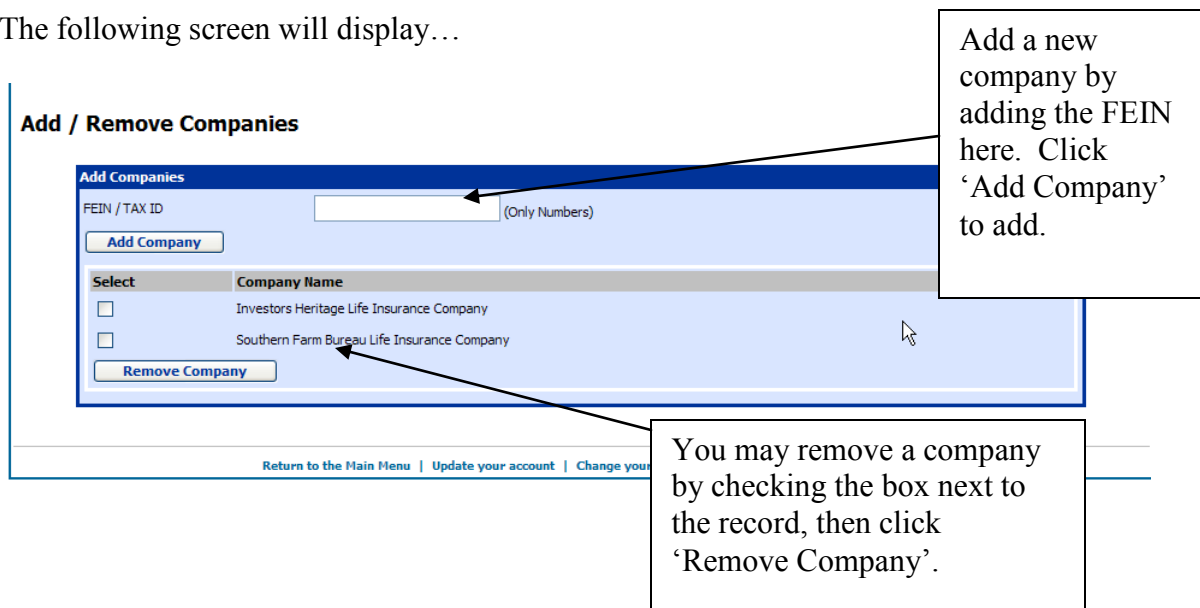 The following screen will display…
Add a new
company by
adding the FEIN
here.  Click
‘Add Company’
to add.
Add / Remove Companies
Add Companies
FEIN / TAX ID (Only Numbers)
Add Company
Select Company Name
Investors Heritage Life Insurance Company
Southern Farm Bureau Life Insurance Company
Remove Company
Return to the Main Menu | Update your account | Change your
You may remove a company
by checking the box next to
the record, then click
‘Remove Company’.